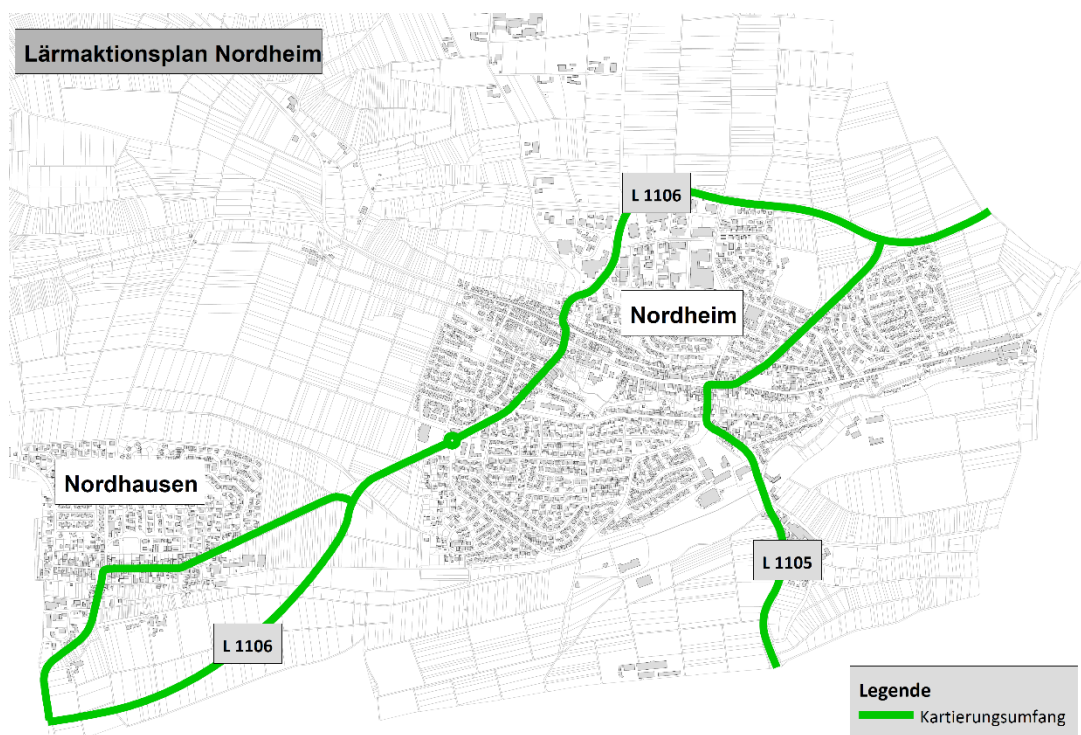 Lärmaktionsplan Nordheim
L 1106
Nordheim
Nordhausen
L 1105
L 1106
Legende
Kartierungsumfang